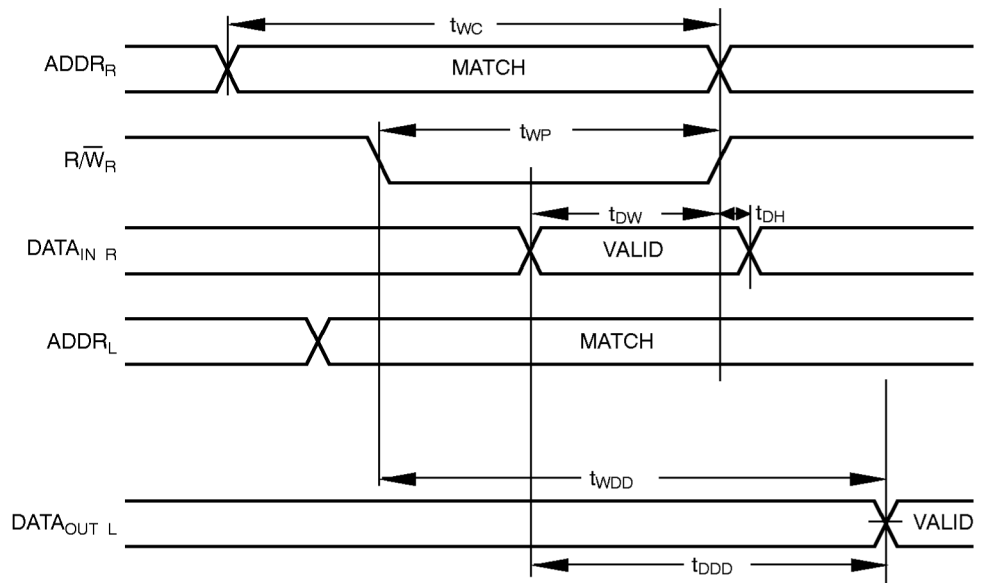 tWC
ADDRR MATCH
tWP
R/W̅R
tDW tDH
DATAIN R VALID
ADDRL MATCH
tWDD
DATAOUT L VALID
tDDD